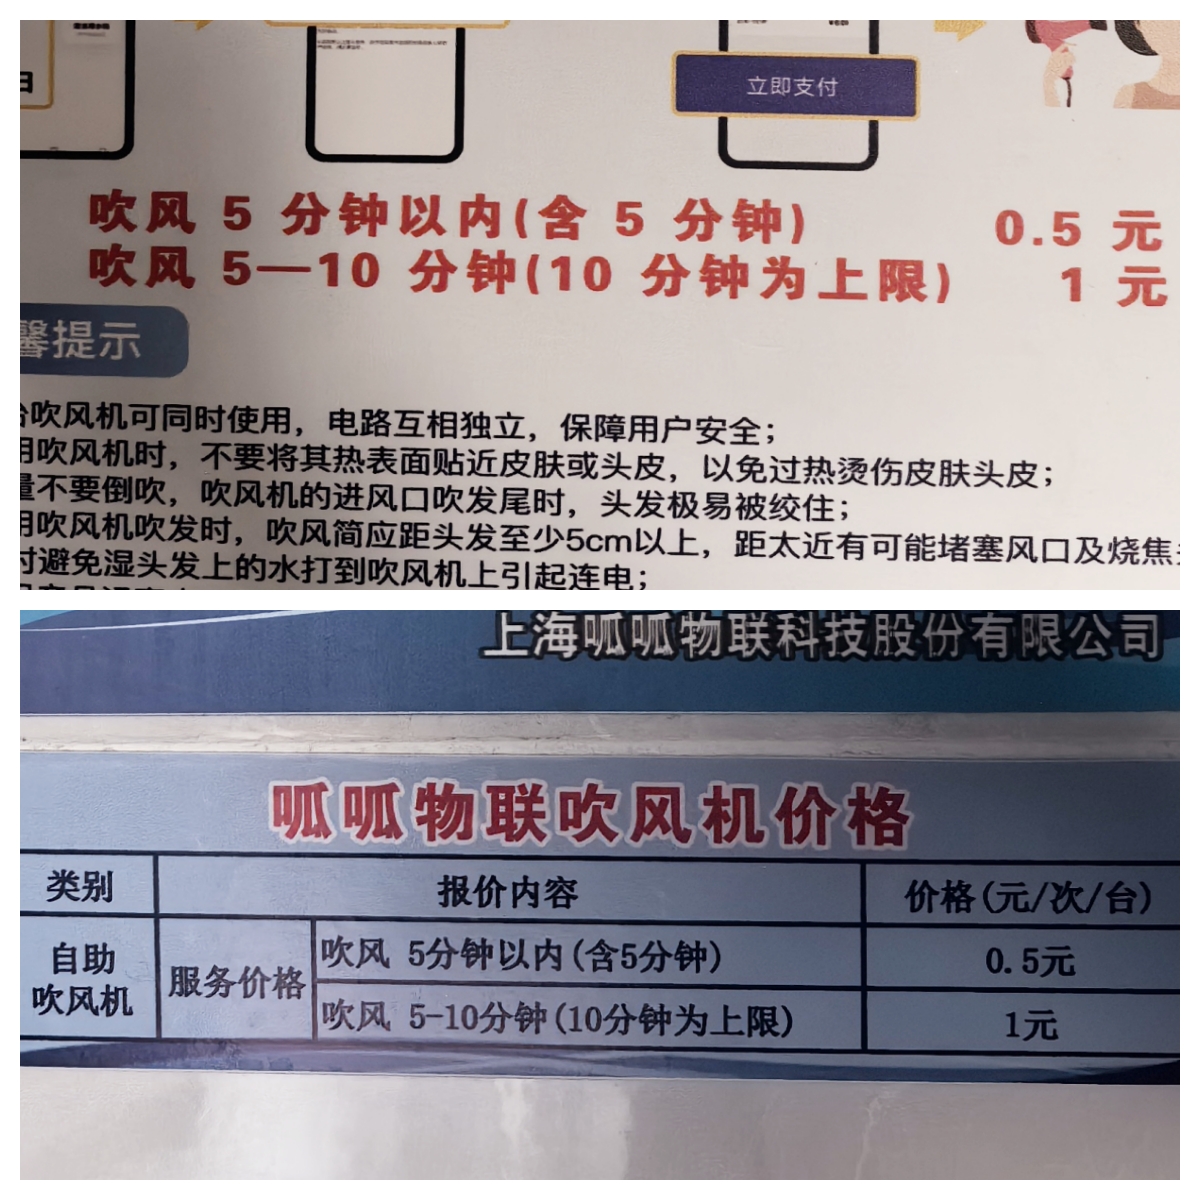 日
立即支付
吹风 5 分钟以内(含 5 分钟) 0.5 元
吹风 5—10 分钟(10 分钟为上限) 1 元
馨提示
台吹风机可同时使用，电路互相独立，保障用户安全；
用吹风机时，不要将其热表面贴近皮肤或头皮，以免过热烫伤皮肤头皮；
量不要倒吹，吹风机的进风口吹发尾时，头发极易被绞住；
用吹风机吹发时，吹风简应距头发至少5cm以上，距太近有可能堵塞风口及烧焦
时避免湿头发上的水打到吹风机上引起连电；
上海呱呱物联科技股份有限公司
呱呱物联吹风机价格
类别 报价内容 价格(元/次/台)
自助吹风机 服务价格 吹风 5分钟以内(含5分钟) 0.5元
吹风 5-10分钟(10分钟为上限) 1元